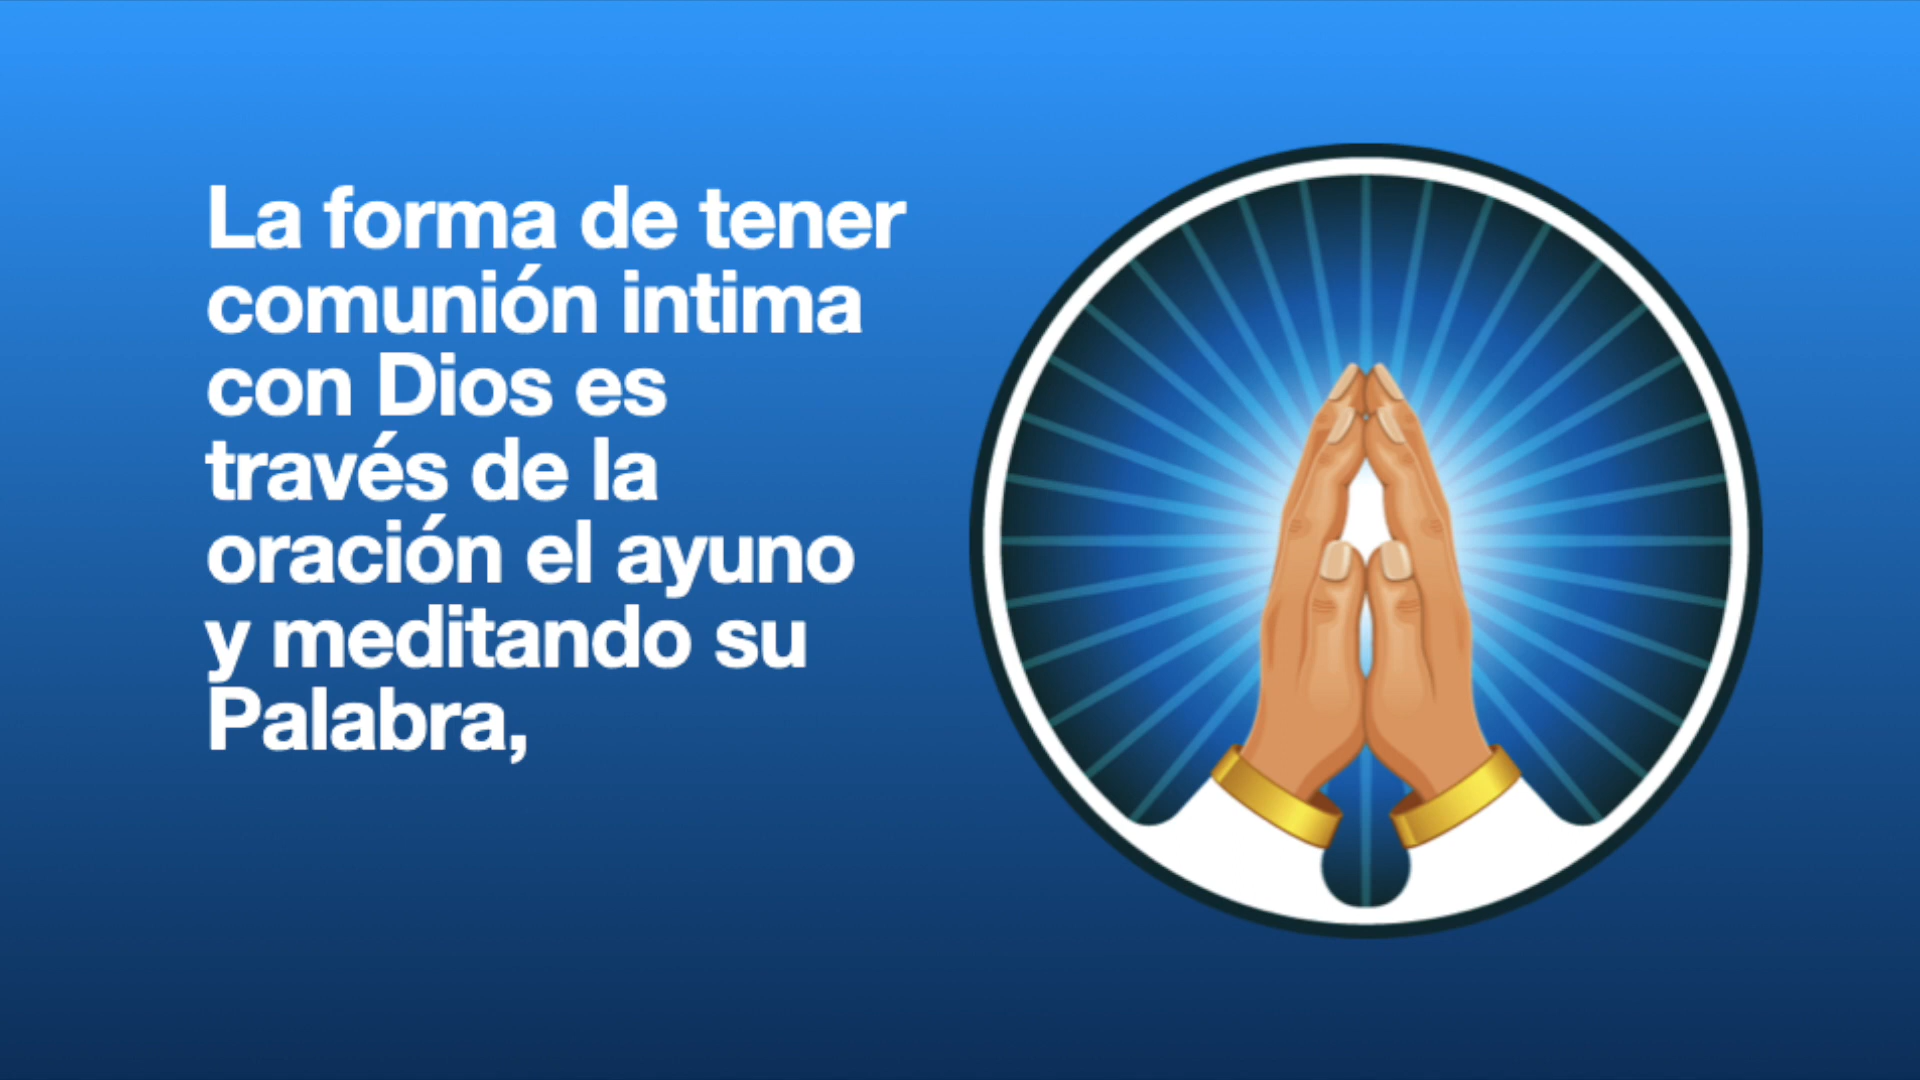 La forma de tener
comunión intima
con Dios es
través de la
oración el ayuno
y meditando su
Palabra,